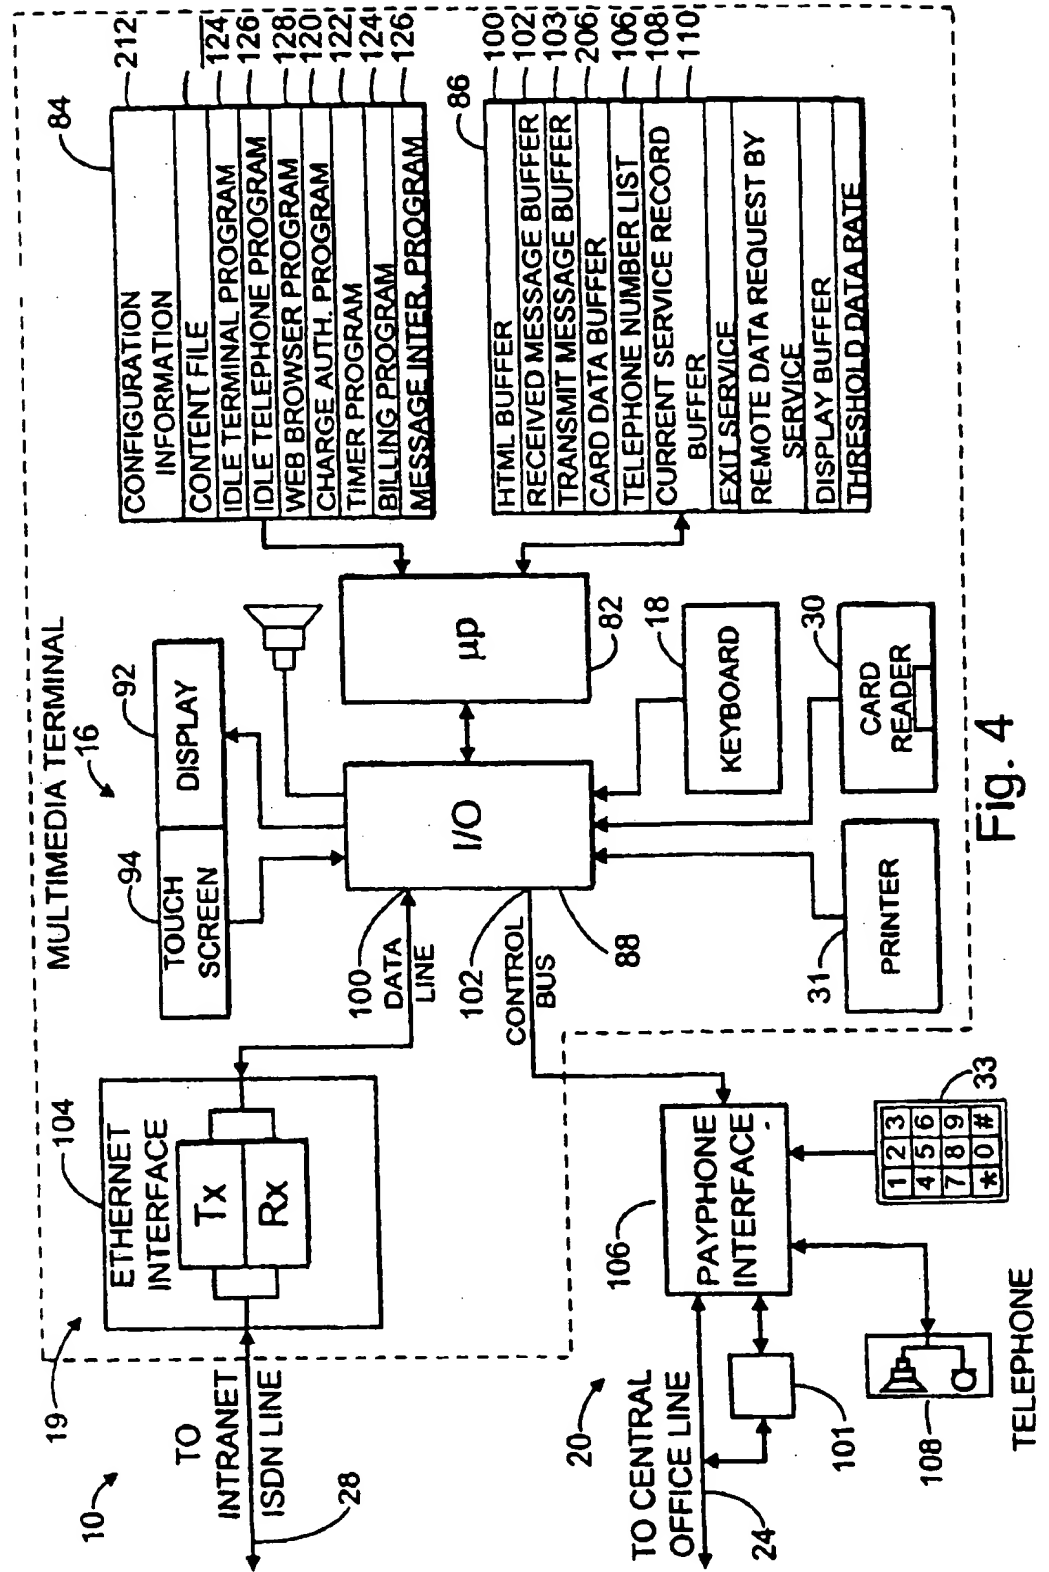 MULTIMEDIA TERMINAL
16
10
19
104
ETHERNET
INTERFACE
Tx
Rx
TO
INTRANET
ISDN LINE
28
94
TOUCH
SCREEN
92
DISPLAY
100
DATA
LINE
102
CONTROL
BUS
I/O
88
µp
82
84
CONFIGURATION
INFORMATION
CONTENT FILE
IDLE TERMINAL PROGRAM
IDLE TELEPHONE PROGRAM
WEB BROWSER PROGRAM
CHARGE AUTH. PROGRAM
TIMER PROGRAM
BILLING PROGRAM
MESSAGE INTER. PROGRAM
212
124
126
128
120
122
124
126
86
HTML BUFFER
RECEIVED MESSAGE BUFFER
TRANSMIT MESSAGE BUFFER
CARD DATA BUFFER
TELEPHONE NUMBER LIST
CURRENT SERVICE RECORD
BUFFER
EXIT SERVICE
REMOTE DATA REQUEST BY
SERVICE
DISPLAY BUFFER
THRESHOLD DATA RATE
100
102
103
206
106
108
110
18
KEYBOARD
30
CARD
READER
31
PRINTER
20
TO CENTRAL
OFFICE LINE
24
106
PAYPHONE
INTERFACE
101
108
TELEPHONE
33
1 2 3
4 5 6
7 8 9
* 0 #
Fig. 4